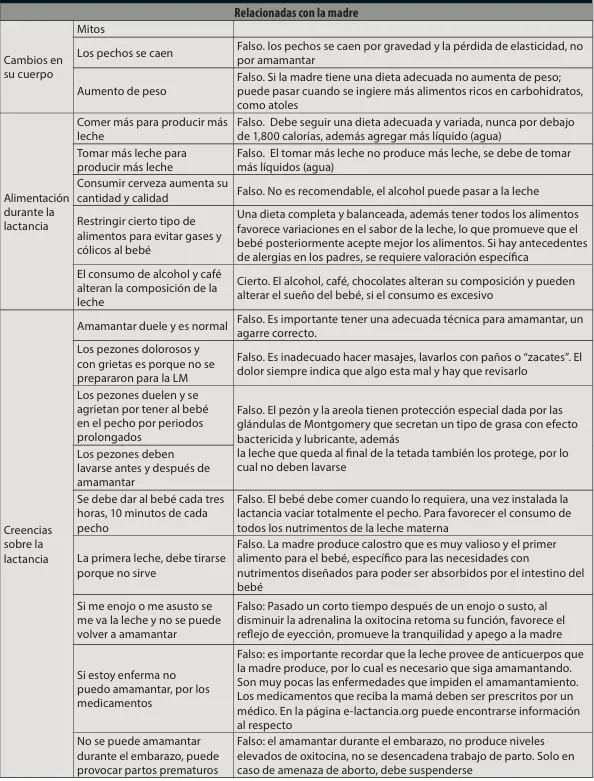 Relacionadas con la madre
Mitos
Cambios en
su cuerpo
Los pechos se caen
Falso. los pechos se caen por gravedad y la pérdida de elasticidad, no
por amamantar
Aumento de peso
Falso. Si la madre tiene una dieta adecuada no aumenta de peso;
puede pasar cuando se ingiere más alimentos ricos en carbohidratos,
como atoles
Alimentación
durante la
lactancia
Comer más para producir más
leche
Falso. Debe seguir una dieta adecuada y variada, nunca por debajo
de 1,800 calorías, además agregar más líquido (agua)
Tomar más leche para
producir más leche
Falso. El tomar más leche no produce más leche, se debe de tomar
más líquidos (agua)
Consumir cerveza aumenta su
cantidad y calidad
Falso. No es recomendable, el alcohol puede pasar a la leche
Restringir cierto tipo de
alimentos para evitar gases y
cólicos al bebé
Una dieta completa y balanceada, además tener todos los alimentos
favorece variaciones en el sabor de la leche, lo que promueve que el
bebé posteriormente acepte mejor los alimentos. Si hay antecedentes
de alergias en los padres, se requiere valoración específica
El consumo de alcohol y café
alteran la composición de la
leche
Cierto. El alcohol, café, chocolates alteran su composición y pueden
alterar el sueño del bebé, si el consumo es excesivo
Creencias
sobre la
lactancia
Amamantar duele y es normal
Falso. Es importante tener una adecuada técnica para amamantar, un
agarre correcto.
Los pezones dolorosos y
con grietas es porque no se
prepararon para la LM
Falso. Es inadecuado hacer masajes, lavarlos con paños o “zacates”. El
dolor siempre indica que algo esta mal y hay que revisarlo
Los pezones duelen y se
agrietan por tener al bebé
en el pecho por periodos
prolongados
Los pezones deben
lavarse antes y después de
amamantar
Falso. El pezón y la areola tienen protección especial dada por las
glándulas de Montgomery que secretan un tipo de grasa con efecto
bactericida y lubricante, además
la leche que queda al final de la tetada también los protege, por lo
cual no deben lavarse
Se debe dar al bebé cada tres
horas, 10 minutos de cada
pecho
Falso. El bebé debe comer cuando lo requiera, una vez instalada la
lactancia vaciar totalmente el pecho. Para favorecer el consumo de
todos los nutrimentos de la leche materna
La primera leche, debe tirarse
porque no sirve
Falso. La madre produce calostro que es muy valioso y el primer
alimento para el bebé, específico para las necesidades con
nutrimentos diseñados para poder ser absorbidos por el intestino del
bebé
Si me enojo o me asusto se
me va la leche y no se puede
volver a amamantar
Falso: Pasado un corto tiempo después de un enojo o susto, al
disminuir la adrenalina la oxitocina retoma su función, favorece el
reflejo de eyección, promueve la tranquilidad y apego a la madre
Si estoy enferma no
puedo amamantar, por los
medicamentos
Falso: es importante recordar que la leche provee de anticuerpos que
la madre produce, por lo cual es necesario que siga amamantando.
Son muy pocas las enfermedades que impiden el amamantamiento.
Los medicamentos que reciba la mamá deben ser prescritos por un
médico. En la página e-lactancia.org puede encontrarse información
al respecto
No se puede amamantar
durante el embarazo, puede
provocar partos prematuros
Falso: el amamantar durante el embarazo, no produce niveles
elevados de oxitocina, no se desencadena trabajo de parto. Solo en
caso de amenaza de aborto, debe suspenderse